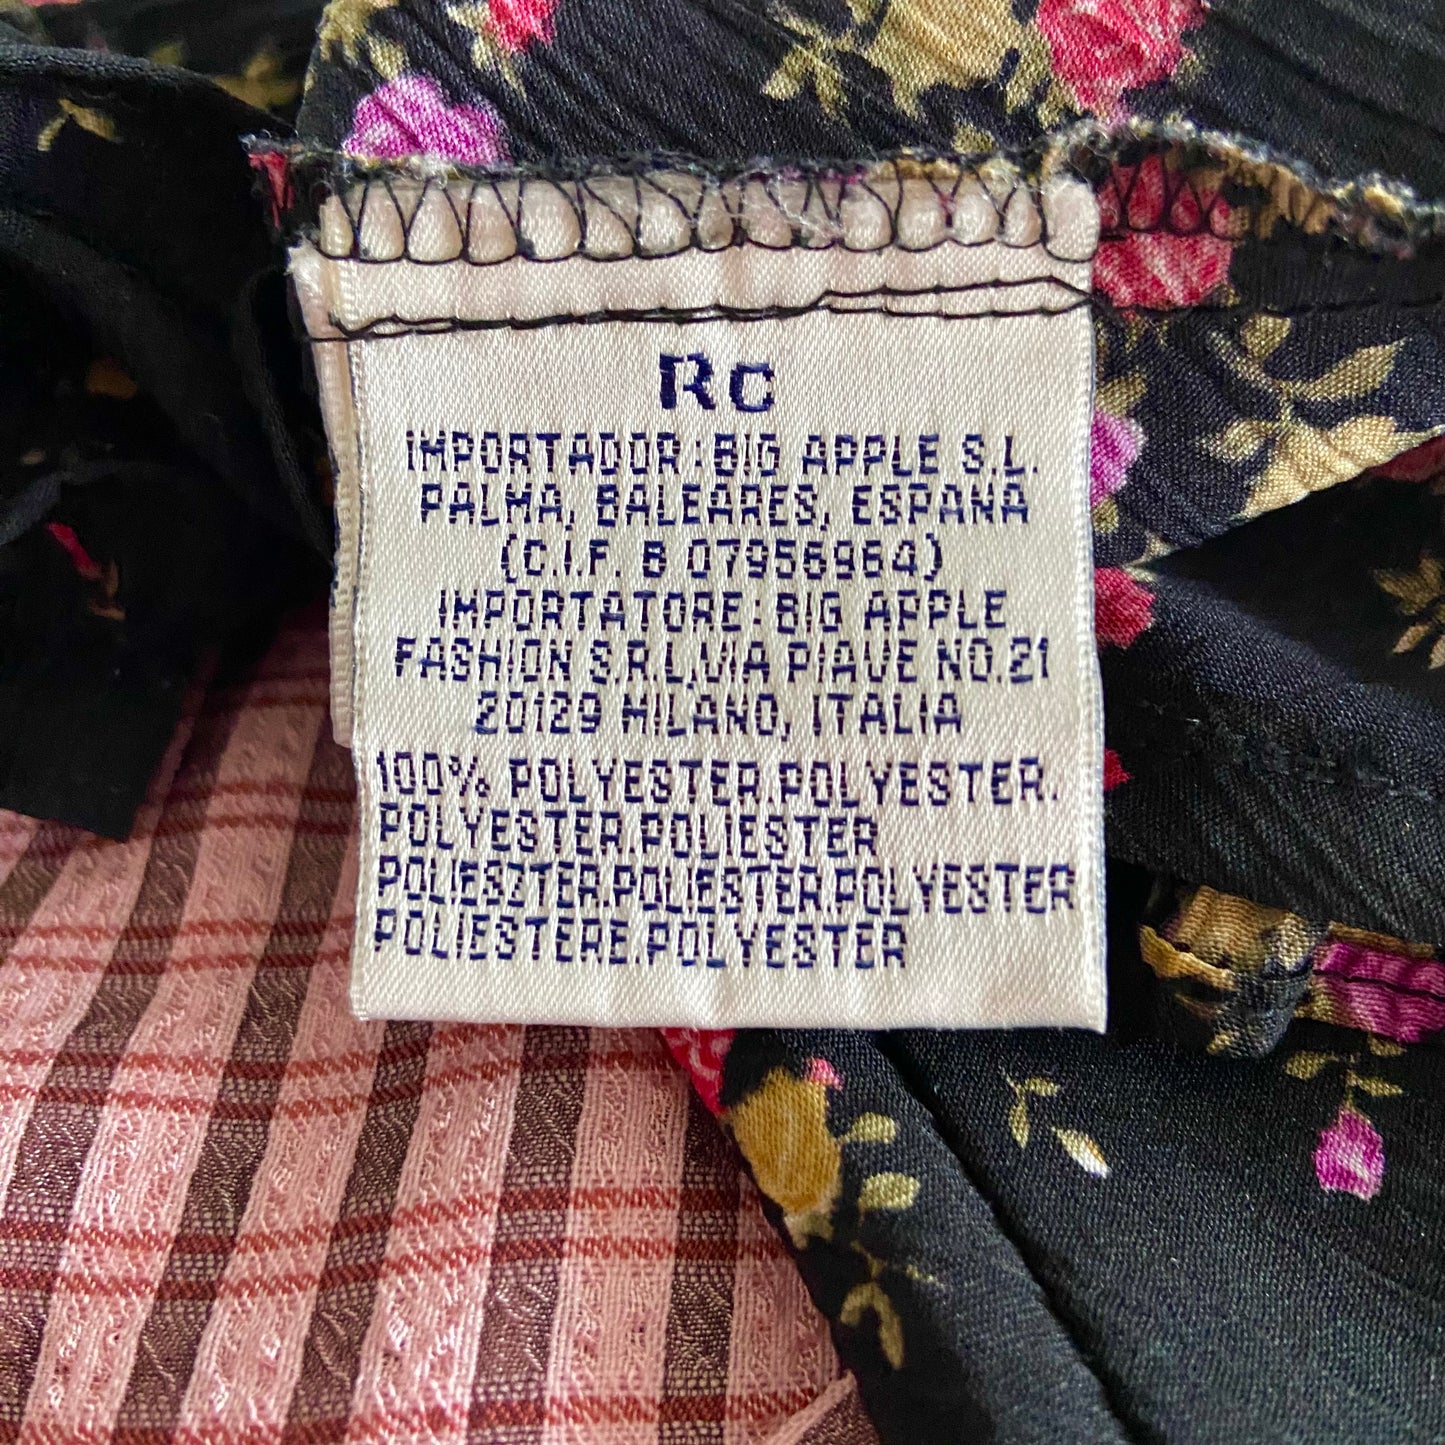 Rc
IMPORTADOR: BIG APPLE S.L.
PALMA, BALEARES, ESPANA
(C.I.F. B 07956964)
IMPORTATORE: BIG APPLE
FASHION S.R.L,VIA PIAVE NO.21
20129 MILANO, ITALIA
100% POLYESTER.POLYESTER.
POLYESTER.POLIESTER
POLIESZTER.POLIESTER.POLYESTER
POLIESTERE.POLYESTER